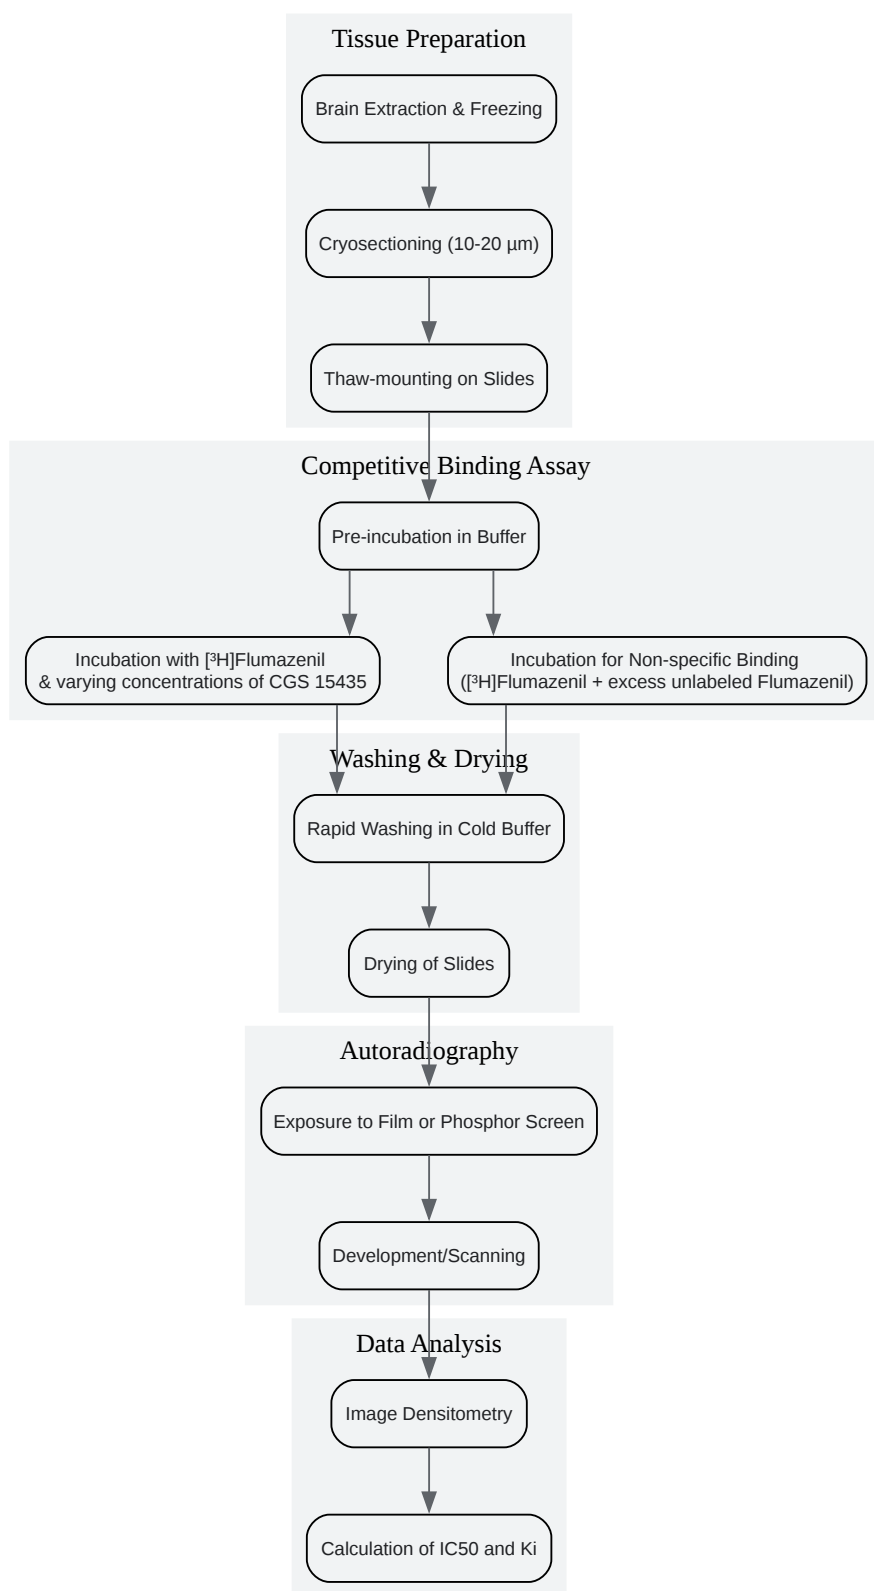 Tissue Preparation
Brain Extraction & Freezing
Cryosectioning (10-20 µm)
Thaw-mounting on Slides
Competitive Binding Assay
Pre-incubation in Buffer
Incubation with [³H]Flumazenil
& varying concentrations of CGS 15435
Incubation for Non-specific Binding
([³H]Flumazenil + excess unlabeled Flumazenil)
Washing & Drying
Rapid Washing in Cold Buffer
Drying of Slides
Autoradiography
Exposure to Film or Phosphor Screen
Development/Scanning
Data Analysis
Image Densitometry
Calculation of IC50 and Ki